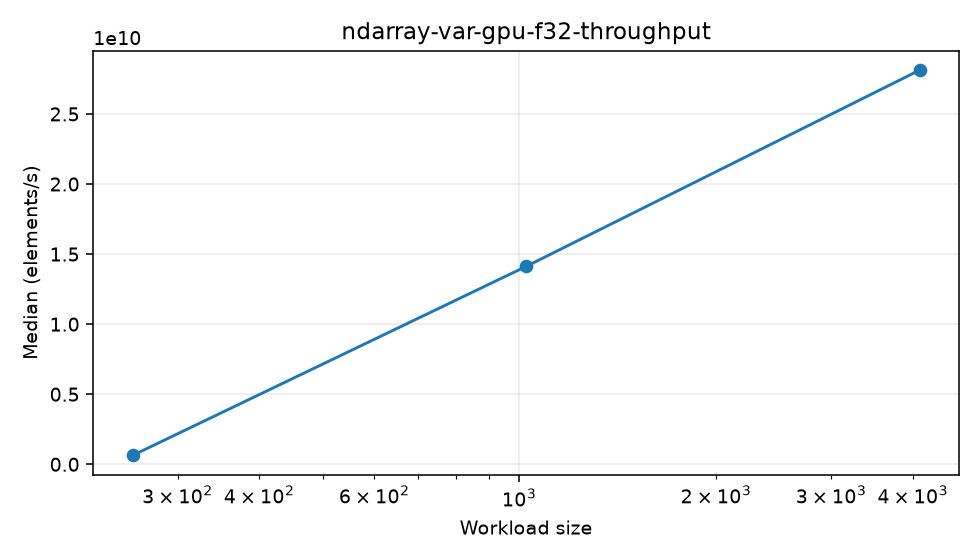 ndarray-var-gpu-f32-throughput
1e10
Median (elements/s)
2.5
2.0
1.5
1.0
0.5
0.0
3 × 10² 4 × 10² 6 × 10² 10³ 2 × 10³ 3 × 10³ 4 × 10³
Workload size